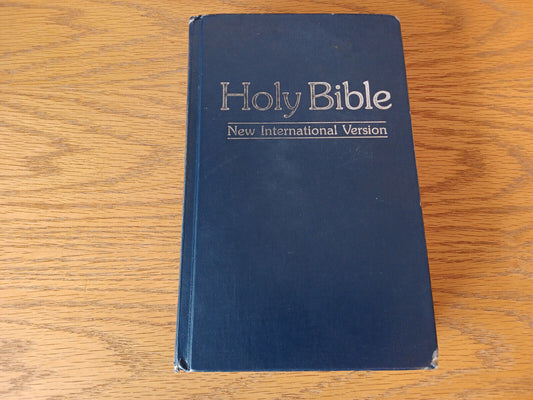 Holy Bible
New International Version